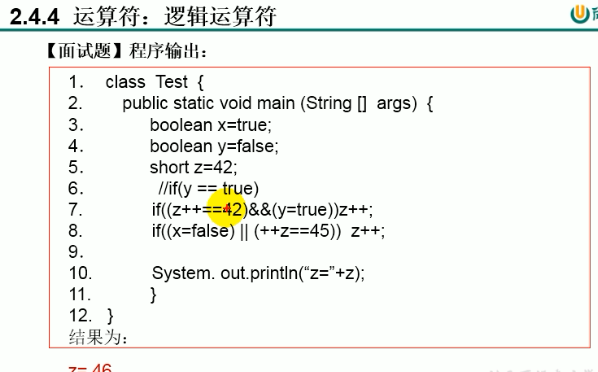 2.4.4 运算符：逻辑运算符
【面试题】程序输出：
1. class Test {
2. public static void main (String [] args) {
3. boolean x=true;
4. boolean y=false;
5. short z=42;
6. //if(y == true)
7. if((z++==42)&&(y=true))z++;
8. if((x=false) || (++z==45)) z++;
9.
10. System. out.println(“z=”+z);
11. }
12. }
结果为：
z= 46